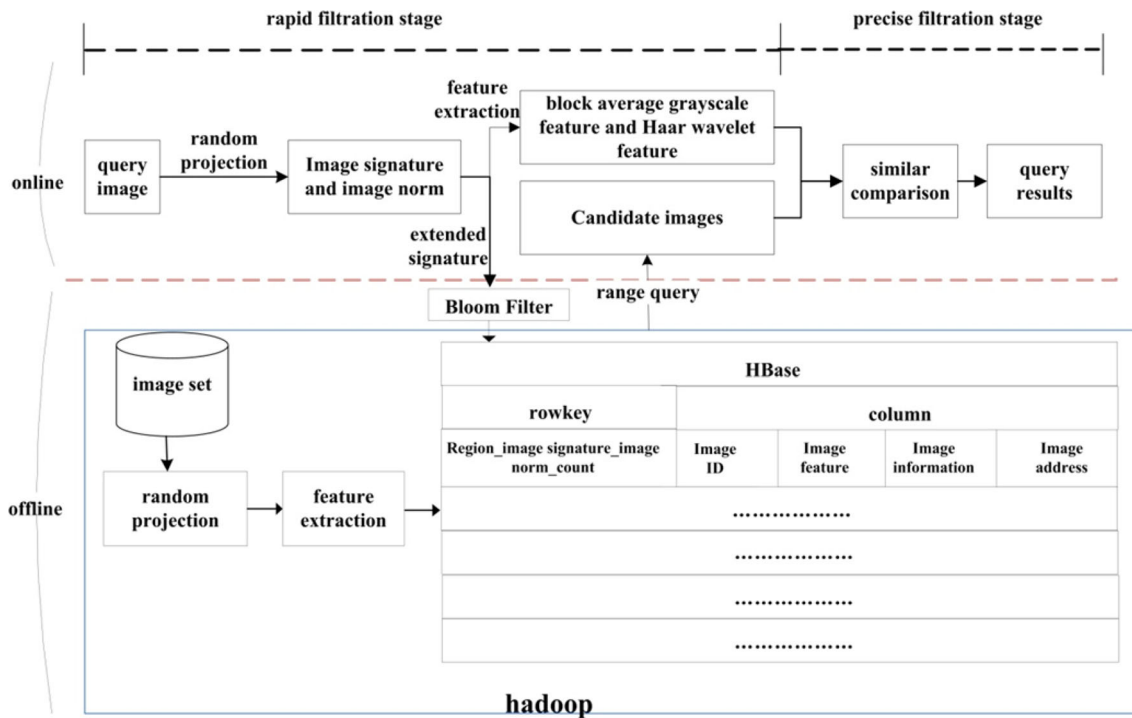 rapid filtration stage
precise filtration stage
online
query
image
random
projection
Image signature
and image norm
feature
extraction
block average grayscale
feature and Haar wavelet
feature
Candidate images
similar
comparison
query
results
extended
signature
Bloom Filter
range query
offline
image set
random
projection
feature
extraction
HBase
rowkey
column
Region_image signature_image
norm_count
Image
ID
Image
feature
Image
information
Image
address
………………
………………
………………
………………
hadoop